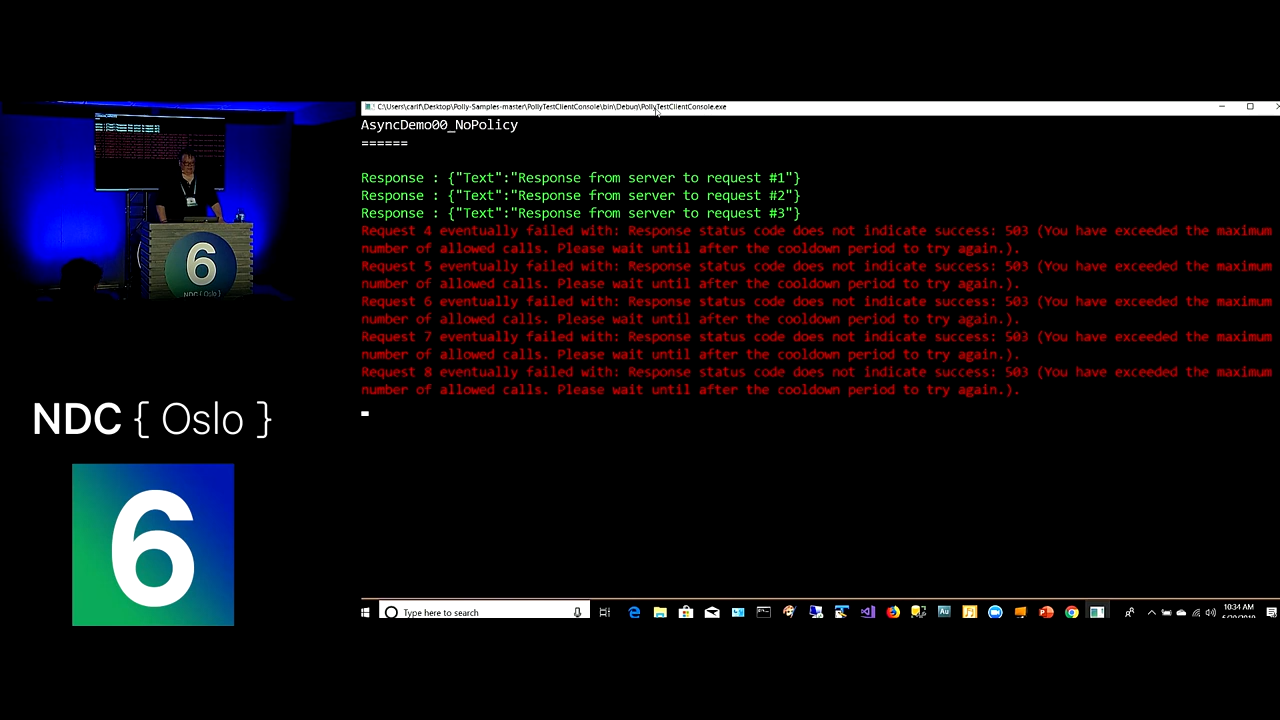 C:\Users\carlf\Desktop\Polly-Samples-master\PollyTestClientConsole\bin\Debug\PollyTestClientConsole.exe
AsyncDemo00_NoPolicy
======
Response : {"Text":"Response from server to request #1"}
Response : {"Text":"Response from server to request #2"}
Response : {"Text":"Response from server to request #3"}
Request 4 eventually failed with: Response status code does not indicate success: 503 (You have exceeded the maximum
number of allowed calls. Please wait until after the cooldown period to try again.).
Request 5 eventually failed with: Response status code does not indicate success: 503 (You have exceeded the maximum
number of allowed calls. Please wait until after the cooldown period to try again.).
Request 6 eventually failed with: Response status code does not indicate success: 503 (You have exceeded the maximum
number of allowed calls. Please wait until after the cooldown period to try again.).
Request 7 eventually failed with: Response status code does not indicate success: 503 (You have exceeded the maximum
number of allowed calls. Please wait until after the cooldown period to try again.).
Request 8 eventually failed with: Response status code does not indicate success: 503 (You have exceeded the maximum
number of allowed calls. Please wait until after the cooldown period to try again.).
6
NDC { Oslo }
NDC { Oslo }
6
Type here to search
Au
10:34 AM